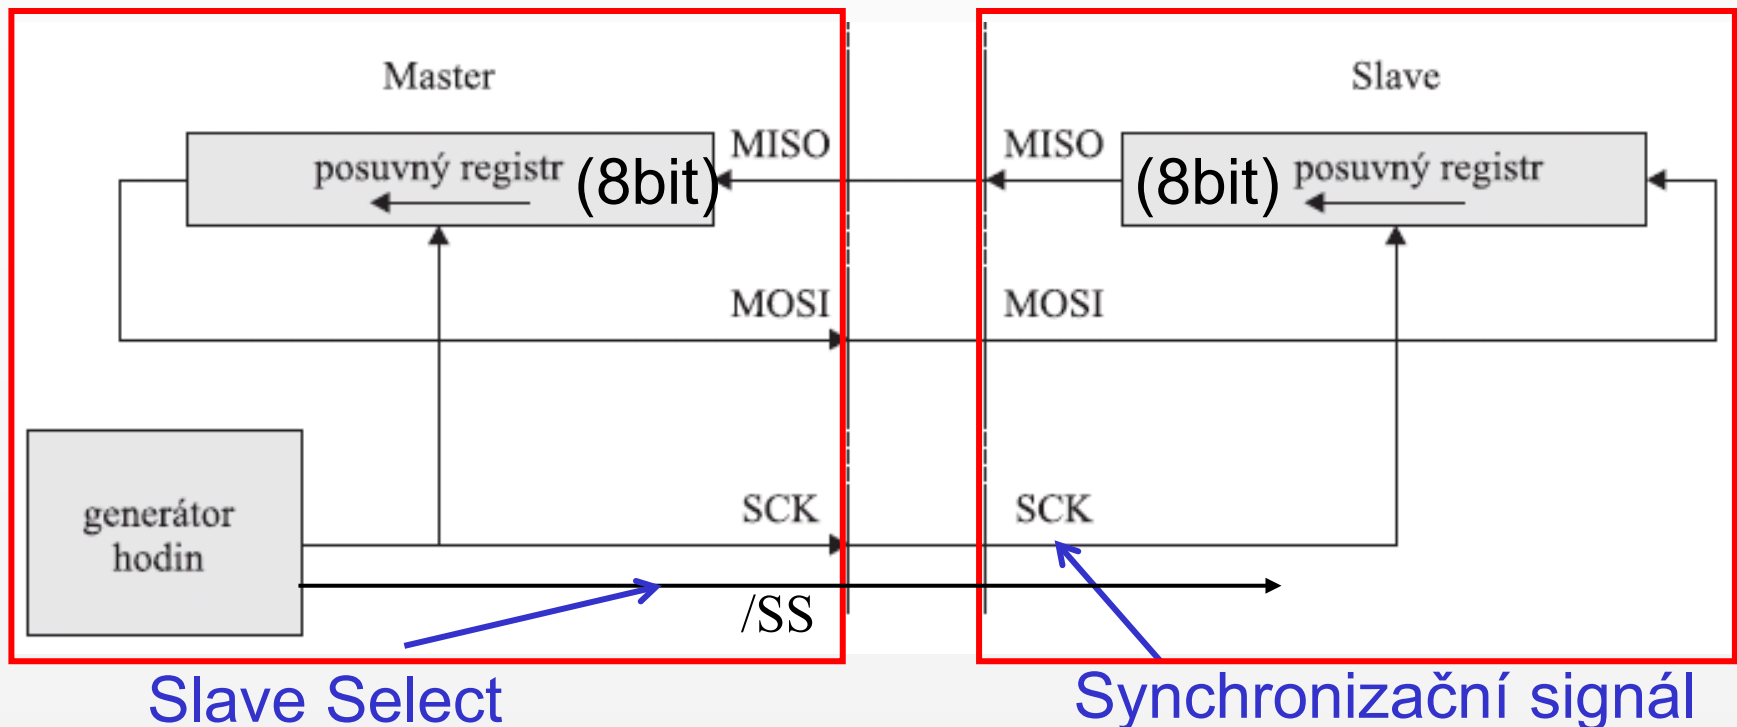 Master
Slave
MISO
MISO
posuvný registr (8bit)
(8bit) posuvný registr
MOSI
MOSI
generátor
hodin
SCK
SCK
/SS
Slave Select
Synchronizační signál